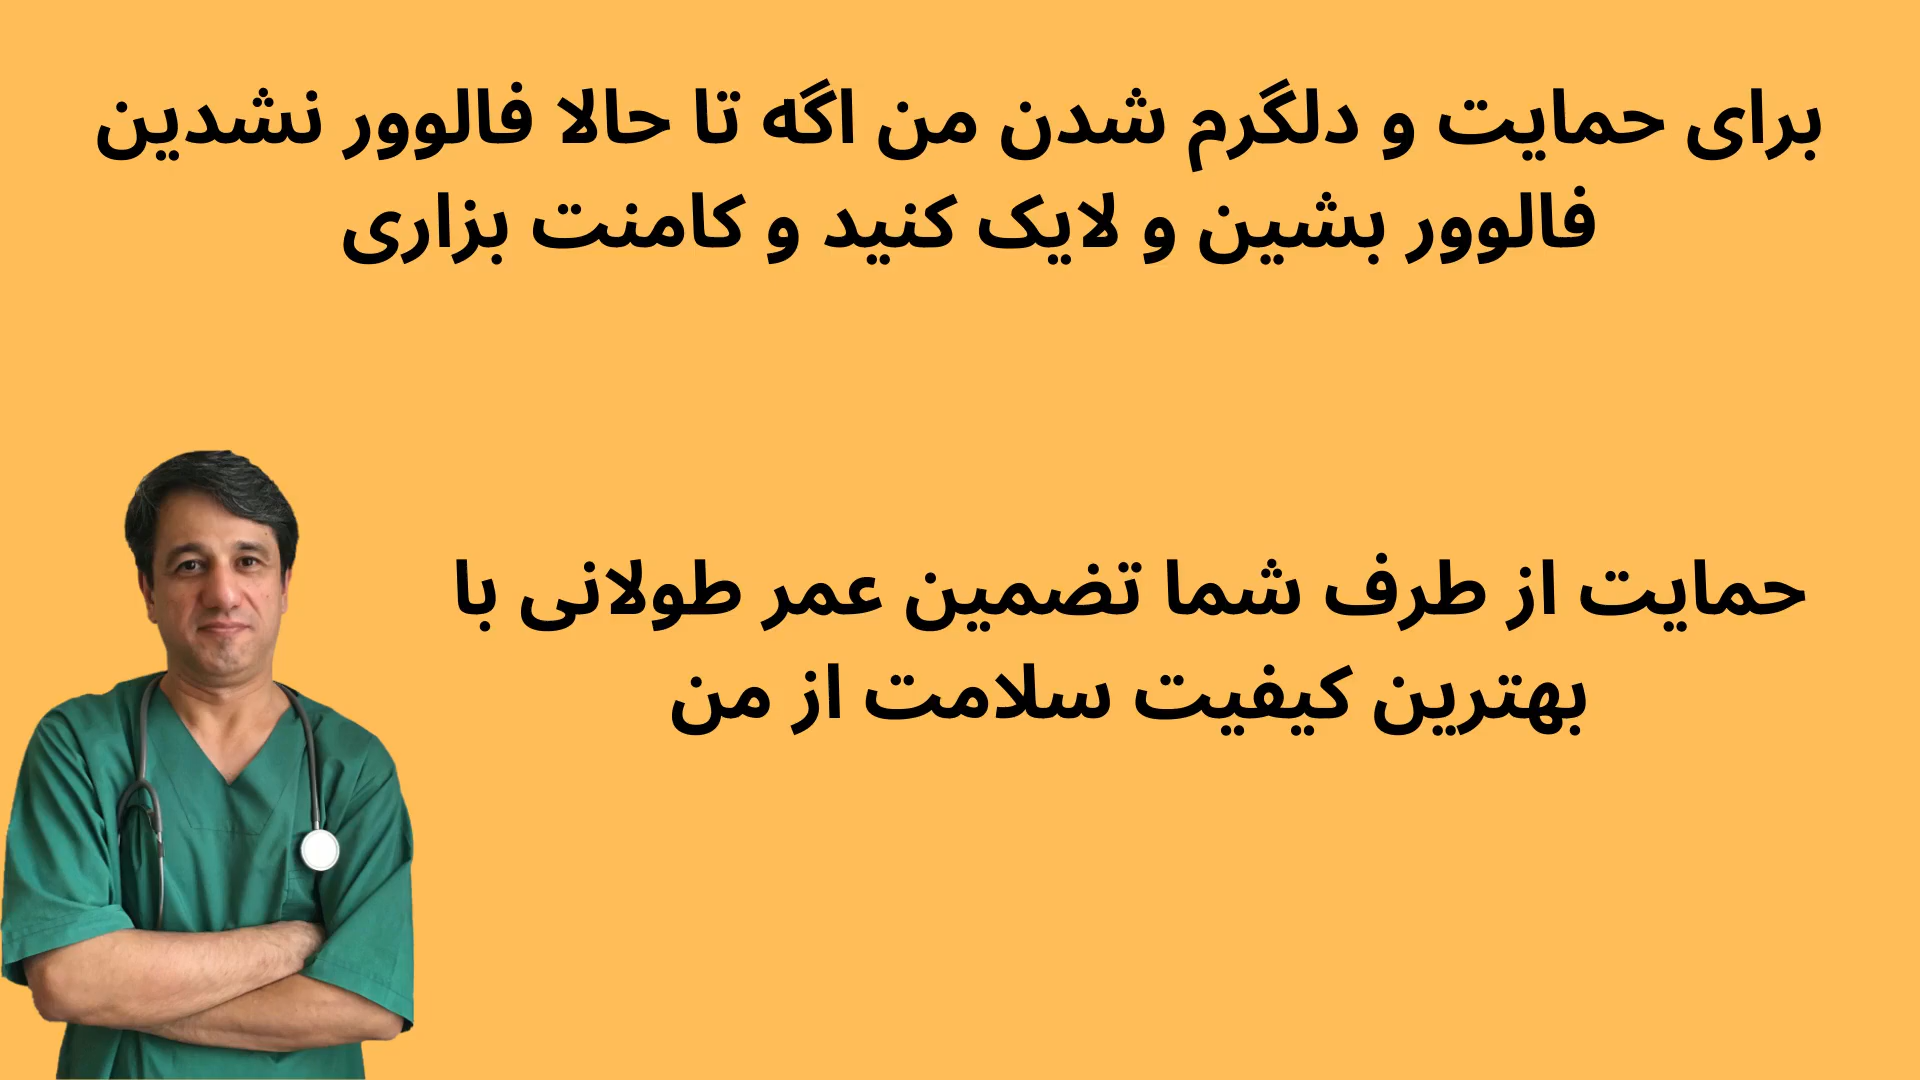 برای حمایت و دلگرم شدن من اگه تا حالا فالوور نشدین
فالوور بشین و لایک کنید و کامنت بزاری
حمایت از طرف شما تضمین عمر طولانی با
بهترین کیفیت سلامت از من